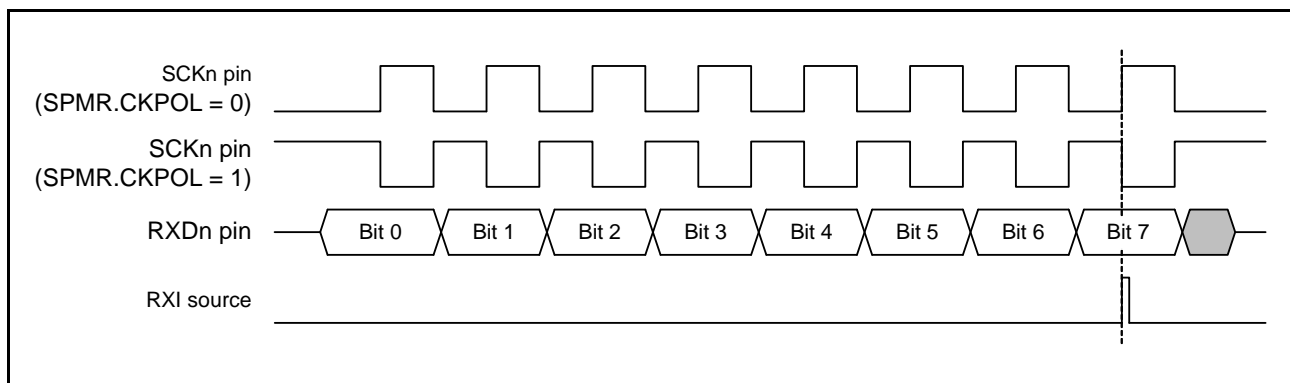 SCKn pin
(SPMR.CKPOL = 0)
SCKn pin
(SPMR.CKPOL = 1)
RXDn pin
Bit 0 Bit 1 Bit 2 Bit 3 Bit 4 Bit 5 Bit 6 Bit 7
RXI source